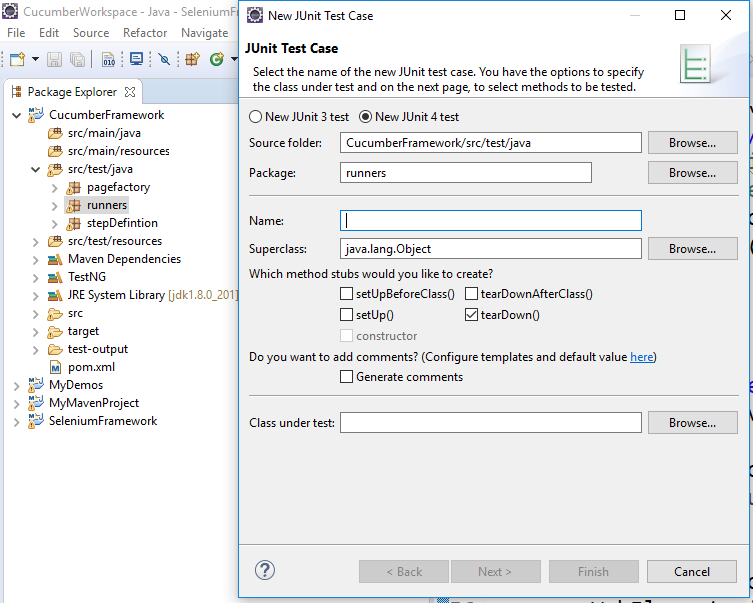 CucumberWorkspace - Java - SeleniumFr
File Edit Source Refactor Navigate
Package Explorer
CucumberFramework
src/main/java
src/main/resources
src/test/java
pagefactory
runners
stepDefintion
src/test/resources
Maven Dependencies
TestNG
JRE System Library [jdk1.8.0_201]
src
target
test-output
pom.xml
MyDemos
MyMavenProject
SeleniumFramework
New JUnit Test Case
JUnit Test Case
Select the name of the new JUnit test case. You have the options to specify
the class under test and on the next page, to select methods to be tested.
New JUnit 3 test New JUnit 4 test
Source folder: CucumberFramework/src/test/java Browse...
Package: runners Browse...
Name:
Superclass: java.lang.Object Browse...
Which method stubs would you like to create?
setUpBeforeClass() tearDownAfterClass()
setUp() tearDown()
constructor
Do you want to add comments? (Configure templates and default value here)
Generate comments
Class under test: Browse...
? < Back Next > Finish Cancel